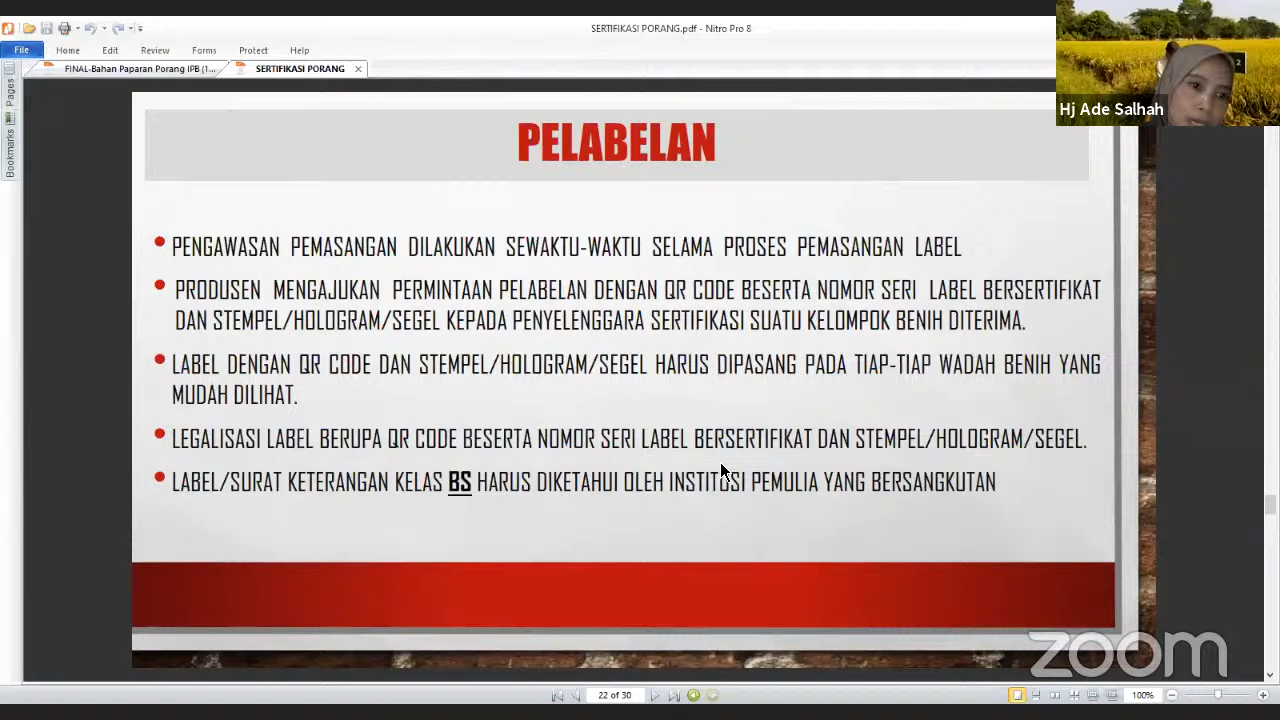 SERTIFIKASI PORANG.pdf - Nitro Pro 8
File Home Edit Review Forms Protect Help
FINAL-Bahan Paparan Porang IPB (1... SERTIFIKASI PORANG
Pages
Bookmarks
Hj Ade Salhah
2
PELABELAN
• PENGAWASAN PEMASANGAN DILAKUKAN SEWAKTU-WAKTU SELAMA PROSES PEMASANGAN LABEL
• PRODUSEN MENGAJUKAN PERMINTAAN PELABELAN DENGAN QR CODE BESERTA NOMOR SERI LABEL BERSERTIFIKAT
DAN STEMPEL/HOLOGRAM/SEGEL KEPADA PENYELENGGARA SERTIFIKASI SUATU KELOMPOK BENIH DITERIMA.
• LABEL DENGAN QR CODE DAN STEMPEL/HOLOGRAM/SEGEL HARUS DIPASANG PADA TIAP-TIAP WADAH BENIH YANG
MUDAH DILIHAT.
• LEGALISASI LABEL BERUPA QR CODE BESERTA NOMOR SERI LABEL BERSERTIFIKAT DAN STEMPEL/HOLOGRAM/SEGEL.
• LABEL/SURAT KETERANGAN KELAS BS HARUS DIKETAHUI OLEH INSTITUSI PEMULIA YANG BERSANGKUTAN
zoom
22 of 30
100%